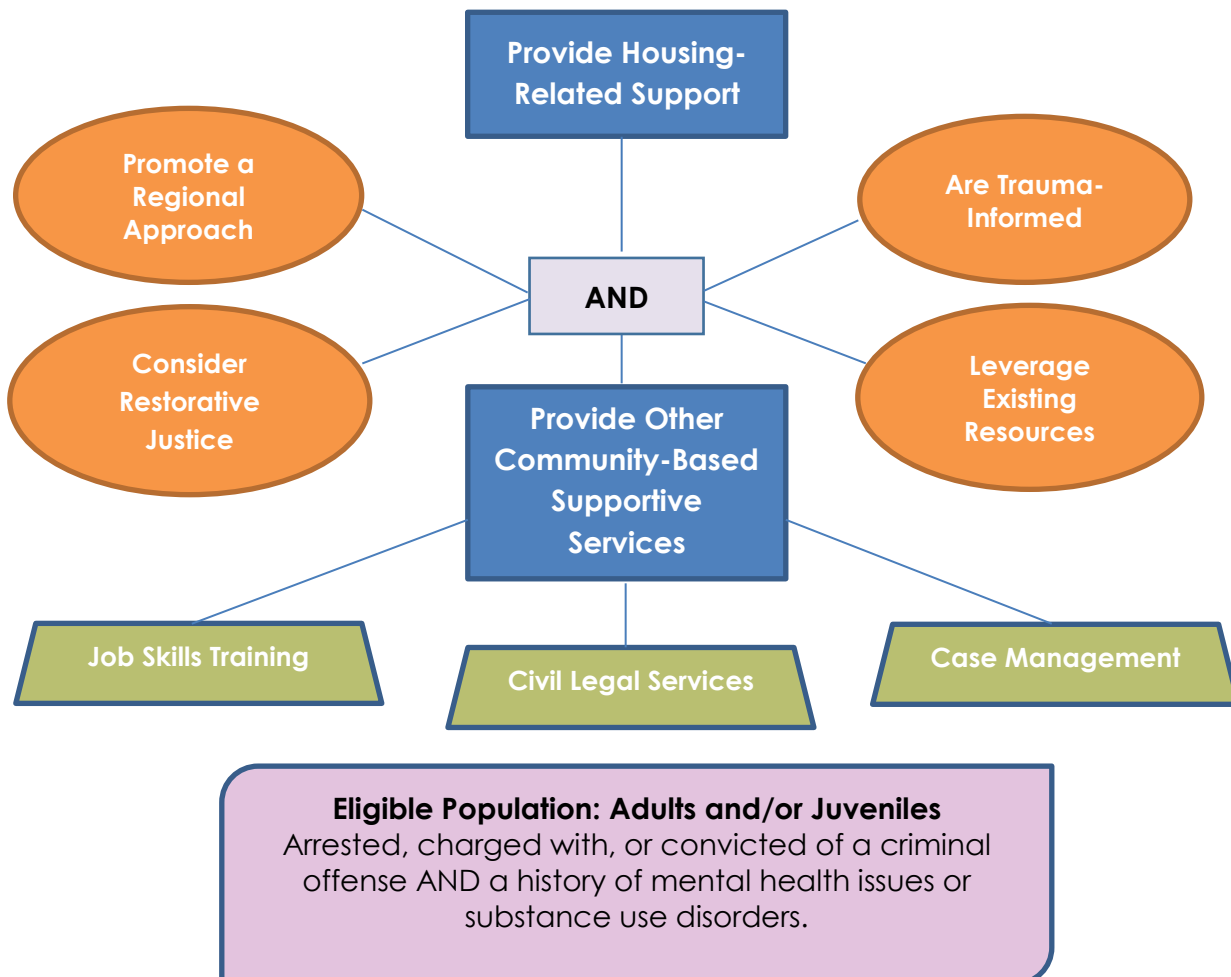 Provide Housing-
Related Support
Promote a
Regional
Approach
Are Trauma-
Informed
AND
Consider
Restorative
Justice
Leverage
Existing
Resources
Provide Other
Community-Based
Supportive
Services
Job Skills Training
Civil Legal Services
Case Management
Eligible Population: Adults and/or Juveniles
Arrested, charged with, or convicted of a criminal
offense AND a history of mental health issues or
substance use disorders.